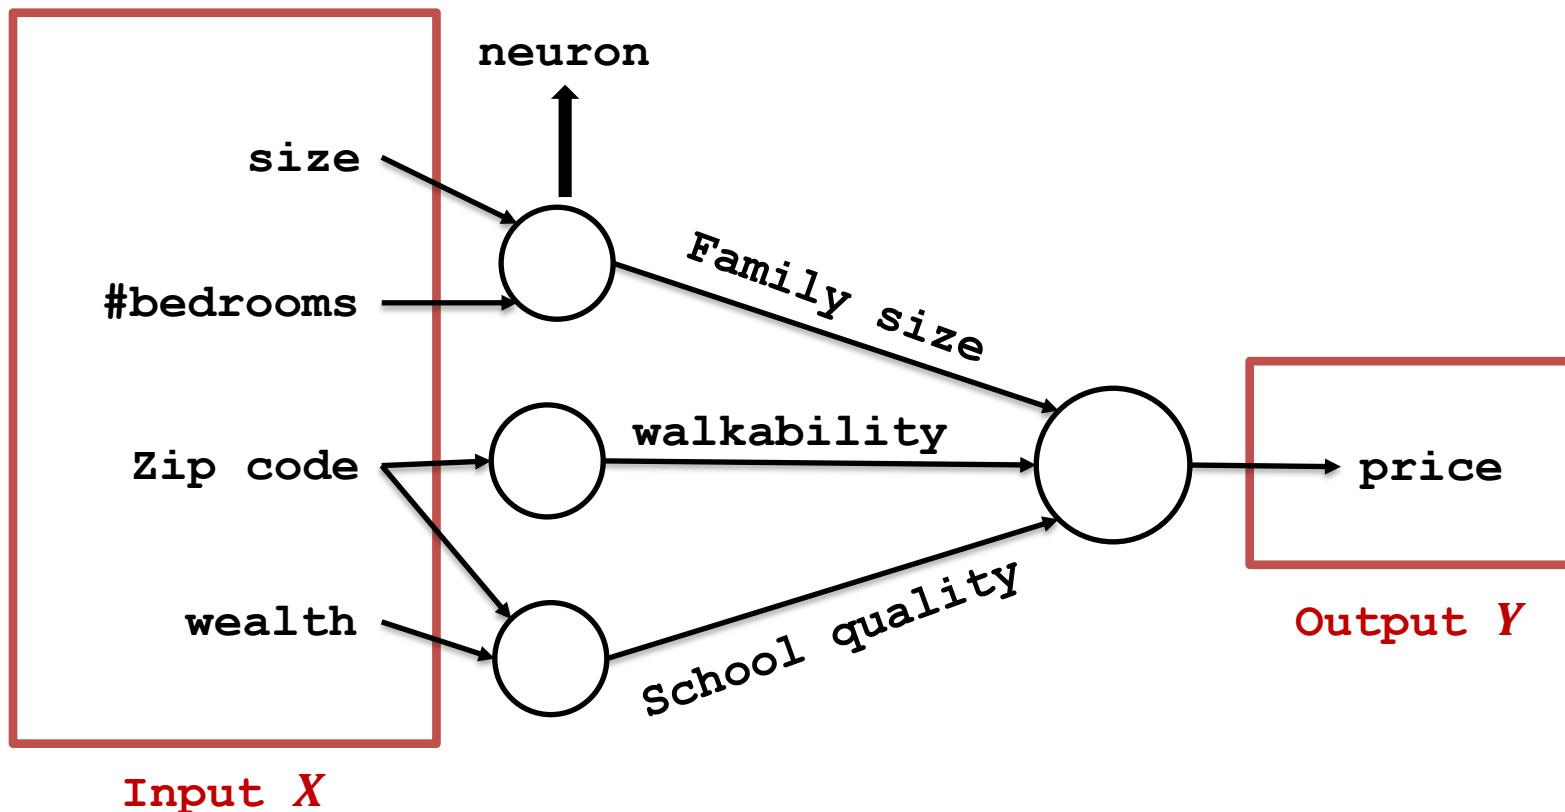 neuron
size
#bedrooms
Zip code
wealth
Family size
walkability
School quality
price
Input X
Output Y